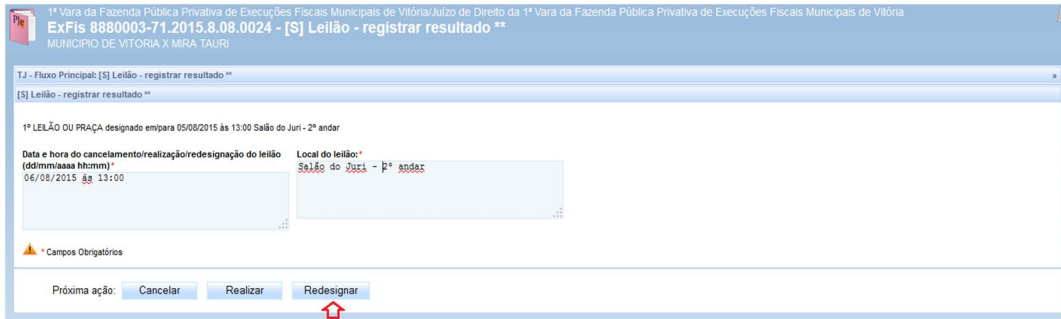 PJe
1ª Vara da Fazenda Pública Privativa de Execuções Fiscais Municipais de Vitória/Juízo de Direito da 1ª Vara da Fazenda Pública Privativa de Execuções Fiscais Municipais de Vitória
ExFis 8880003-71.2015.8.08.0024 - [S] Leilão - registrar resultado **
MUNICIPIO DE VITORIA X MIRA TAURI
TJ - Fluxo Principal: [S] Leilão - registrar resultado ** »
[S] Leilão - registrar resultado **
1º LEILÃO OU PRAÇA designado em/para 05/08/2015 às 13:00 Salão do Juri - 2º andar
Data e hora do cancelamento/realização/redesignação do leilão
(dd/mm/aaaa hh:mm) *
06/08/2015 ás 13:00
Local do leilão: *
Salão do Juri - 2º andar
* Campos Obrigatórios
Próxima ação: Cancelar Realizar Redesignar